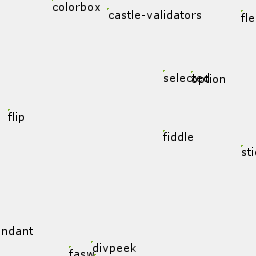 colorbox
castle-validators
fle
selected
option
flip
fiddle
stic
ndant
divpeek
fasw